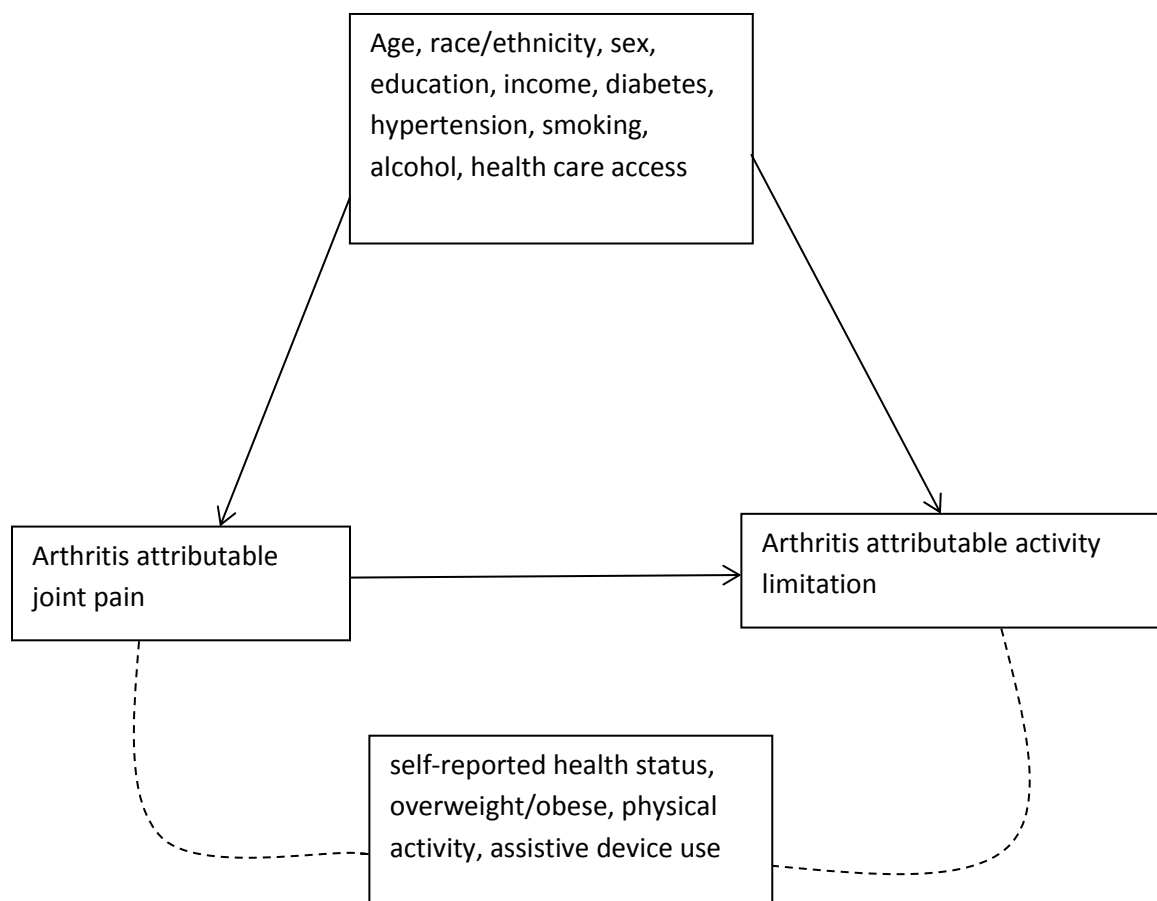 Age, race/ethnicity, sex,
education, income, diabetes,
hypertension, smoking,
alcohol, health care access
Arthritis attributable
joint pain
Arthritis attributable activity
limitation
self-reported health status,
overweight/obese, physical
activity, assistive device use